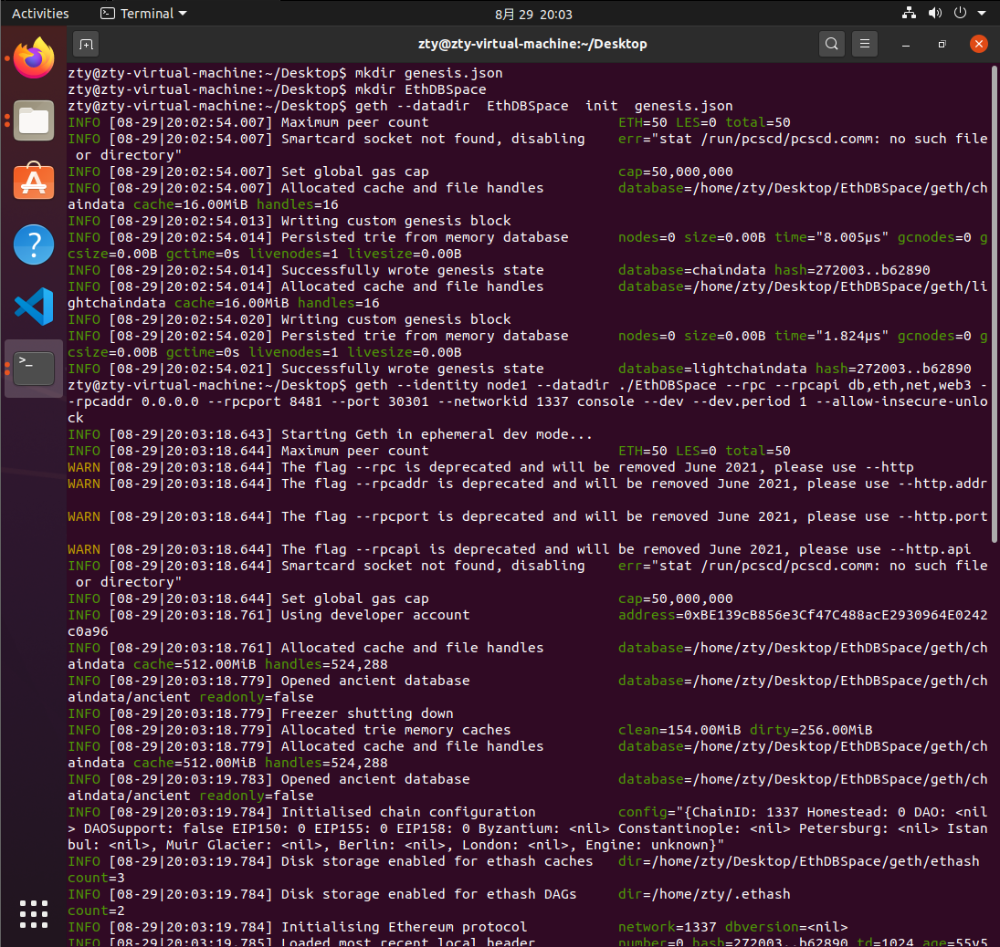 Activities
Terminal
8月 29 20:03
zty@zty-virtual-machine:~/Desktop
zty@zty-virtual-machine:~/Desktop$ mkdir genesis.json
zty@zty-virtual-machine:~/Desktop$ mkdir EthDBSpace
zty@zty-virtual-machine:~/Desktop$ geth --datadir  EthDBSpace  init  genesis.json
INFO [08-29|20:02:54.007] Maximum peer count                       ETH=50 LES=0 total=50
INFO [08-29|20:02:54.007] Smartcard socket not found, disabling    err="stat /run/pcscd/pcscd.comm: no such file
 or directory"
INFO [08-29|20:02:54.007] Set global gas cap                       cap=50,000,000
INFO [08-29|20:02:54.007] Allocated cache and file handles         database=/home/zty/Desktop/EthDBSpace/geth/ch
aindata cache=16.00MiB handles=16
INFO [08-29|20:02:54.013] Writing custom genesis block
INFO [08-29|20:02:54.014] Persisted trie from memory database      nodes=0 size=0.00B time="8.005µs" gcnodes=0 g
csize=0.00B gctime=0s livenodes=1 livesize=0.00B
INFO [08-29|20:02:54.014] Successfully wrote genesis state         database=chaindata hash=272003..b62890
INFO [08-29|20:02:54.014] Allocated cache and file handles         database=/home/zty/Desktop/EthDBSpace/geth/li
ghtchaindata cache=16.00MiB handles=16
INFO [08-29|20:02:54.020] Writing custom genesis block
INFO [08-29|20:02:54.020] Persisted trie from memory database      nodes=0 size=0.00B time="1.824µs" gcnodes=0 g
csize=0.00B gctime=0s livenodes=1 livesize=0.00B
INFO [08-29|20:02:54.021] Successfully wrote genesis state         database=lightchaindata hash=272003..b62890
zty@zty-virtual-machine:~/Desktop$ geth --identity node1 --datadir ./EthDBSpace --rpc --rpcapi db,eth,net,web3 -
-rpcaddr 0.0.0.0 --rpcport 8481 --port 30301 --networkid 1337 console --dev --dev.period 1 --allow-insecure-unlo
ck
INFO [08-29|20:03:18.643] Starting Geth in ephemeral dev mode...
INFO [08-29|20:03:18.644] Maximum peer count                       ETH=50 LES=0 total=50
WARN [08-29|20:03:18.644] The flag --rpc is deprecated and will be removed June 2021, please use --http
WARN [08-29|20:03:18.644] The flag --rpcaddr is deprecated and will be removed June 2021, please use --http.addr
WARN [08-29|20:03:18.644] The flag --rpcport is deprecated and will be removed June 2021, please use --http.port
WARN [08-29|20:03:18.644] The flag --rpcapi is deprecated and will be removed June 2021, please use --http.api
INFO [08-29|20:03:18.644] Smartcard socket not found, disabling    err="stat /run/pcscd/pcscd.comm: no such file
 or directory"
INFO [08-29|20:03:18.644] Set global gas cap                       cap=50,000,000
INFO [08-29|20:03:18.761] Using developer account                  address=0xBE139cB856e3Cf47C488acE2930964E0242
c0a96
INFO [08-29|20:03:18.761] Allocated cache and file handles         database=/home/zty/Desktop/EthDBSpace/geth/ch
aindata cache=512.00MiB handles=524,288
INFO [08-29|20:03:18.779] Opened ancient database                  database=/home/zty/Desktop/EthDBSpace/geth/ch
aindata/ancient readonly=false
INFO [08-29|20:03:18.779] Freezer shutting down
INFO [08-29|20:03:18.779] Allocated trie memory caches             clean=154.00MiB dirty=256.00MiB
INFO [08-29|20:03:18.779] Allocated cache and file handles         database=/home/zty/Desktop/EthDBSpace/geth/ch
aindata cache=512.00MiB handles=524,288
INFO [08-29|20:03:19.783] Opened ancient database                  database=/home/zty/Desktop/EthDBSpace/geth/ch
aindata/ancient readonly=false
INFO [08-29|20:03:19.784] Initialised chain configuration          config="{ChainID: 1337 Homestead: 0 DAO: <nil
> DAOSupport: false EIP150: 0 EIP155: 0 EIP158: 0 Byzantium: <nil> Constantinople: <nil> Petersburg: <nil> Istan
bul: <nil>, Muir Glacier: <nil>, Berlin: <nil>, London: <nil>, Engine: unknown}"
INFO [08-29|20:03:19.784] Disk storage enabled for ethash caches   dir=/home/zty/Desktop/EthDBSpace/geth/ethash
count=3
INFO [08-29|20:03:19.784] Disk storage enabled for ethash DAGs     dir=/home/zty/.ethash
count=2
INFO [08-29|20:03:19.784] Initialising Ethereum protocol           network=1337 dbversion=<nil>
INFO [08-29|20:03:19.785] Loaded most recent local header          number=0 hash=272003..b62890 td=1024 age=55y5